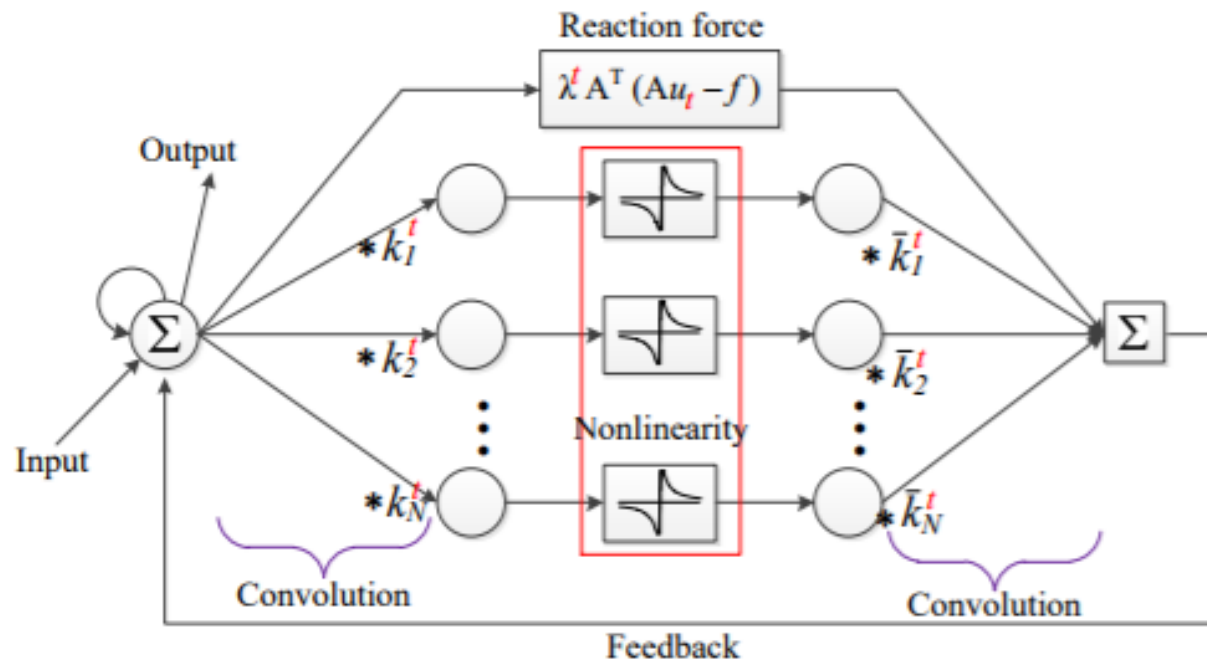 Reaction force
λ^t A^T (Au_t − f)
Output
* k_1^t
* k̄_1^t
Σ
Σ
* k_2^t
* k̄_2^t
Nonlinearity
Input
* k_N^t
* k̄_N^t
Convolution
Convolution
Feedback